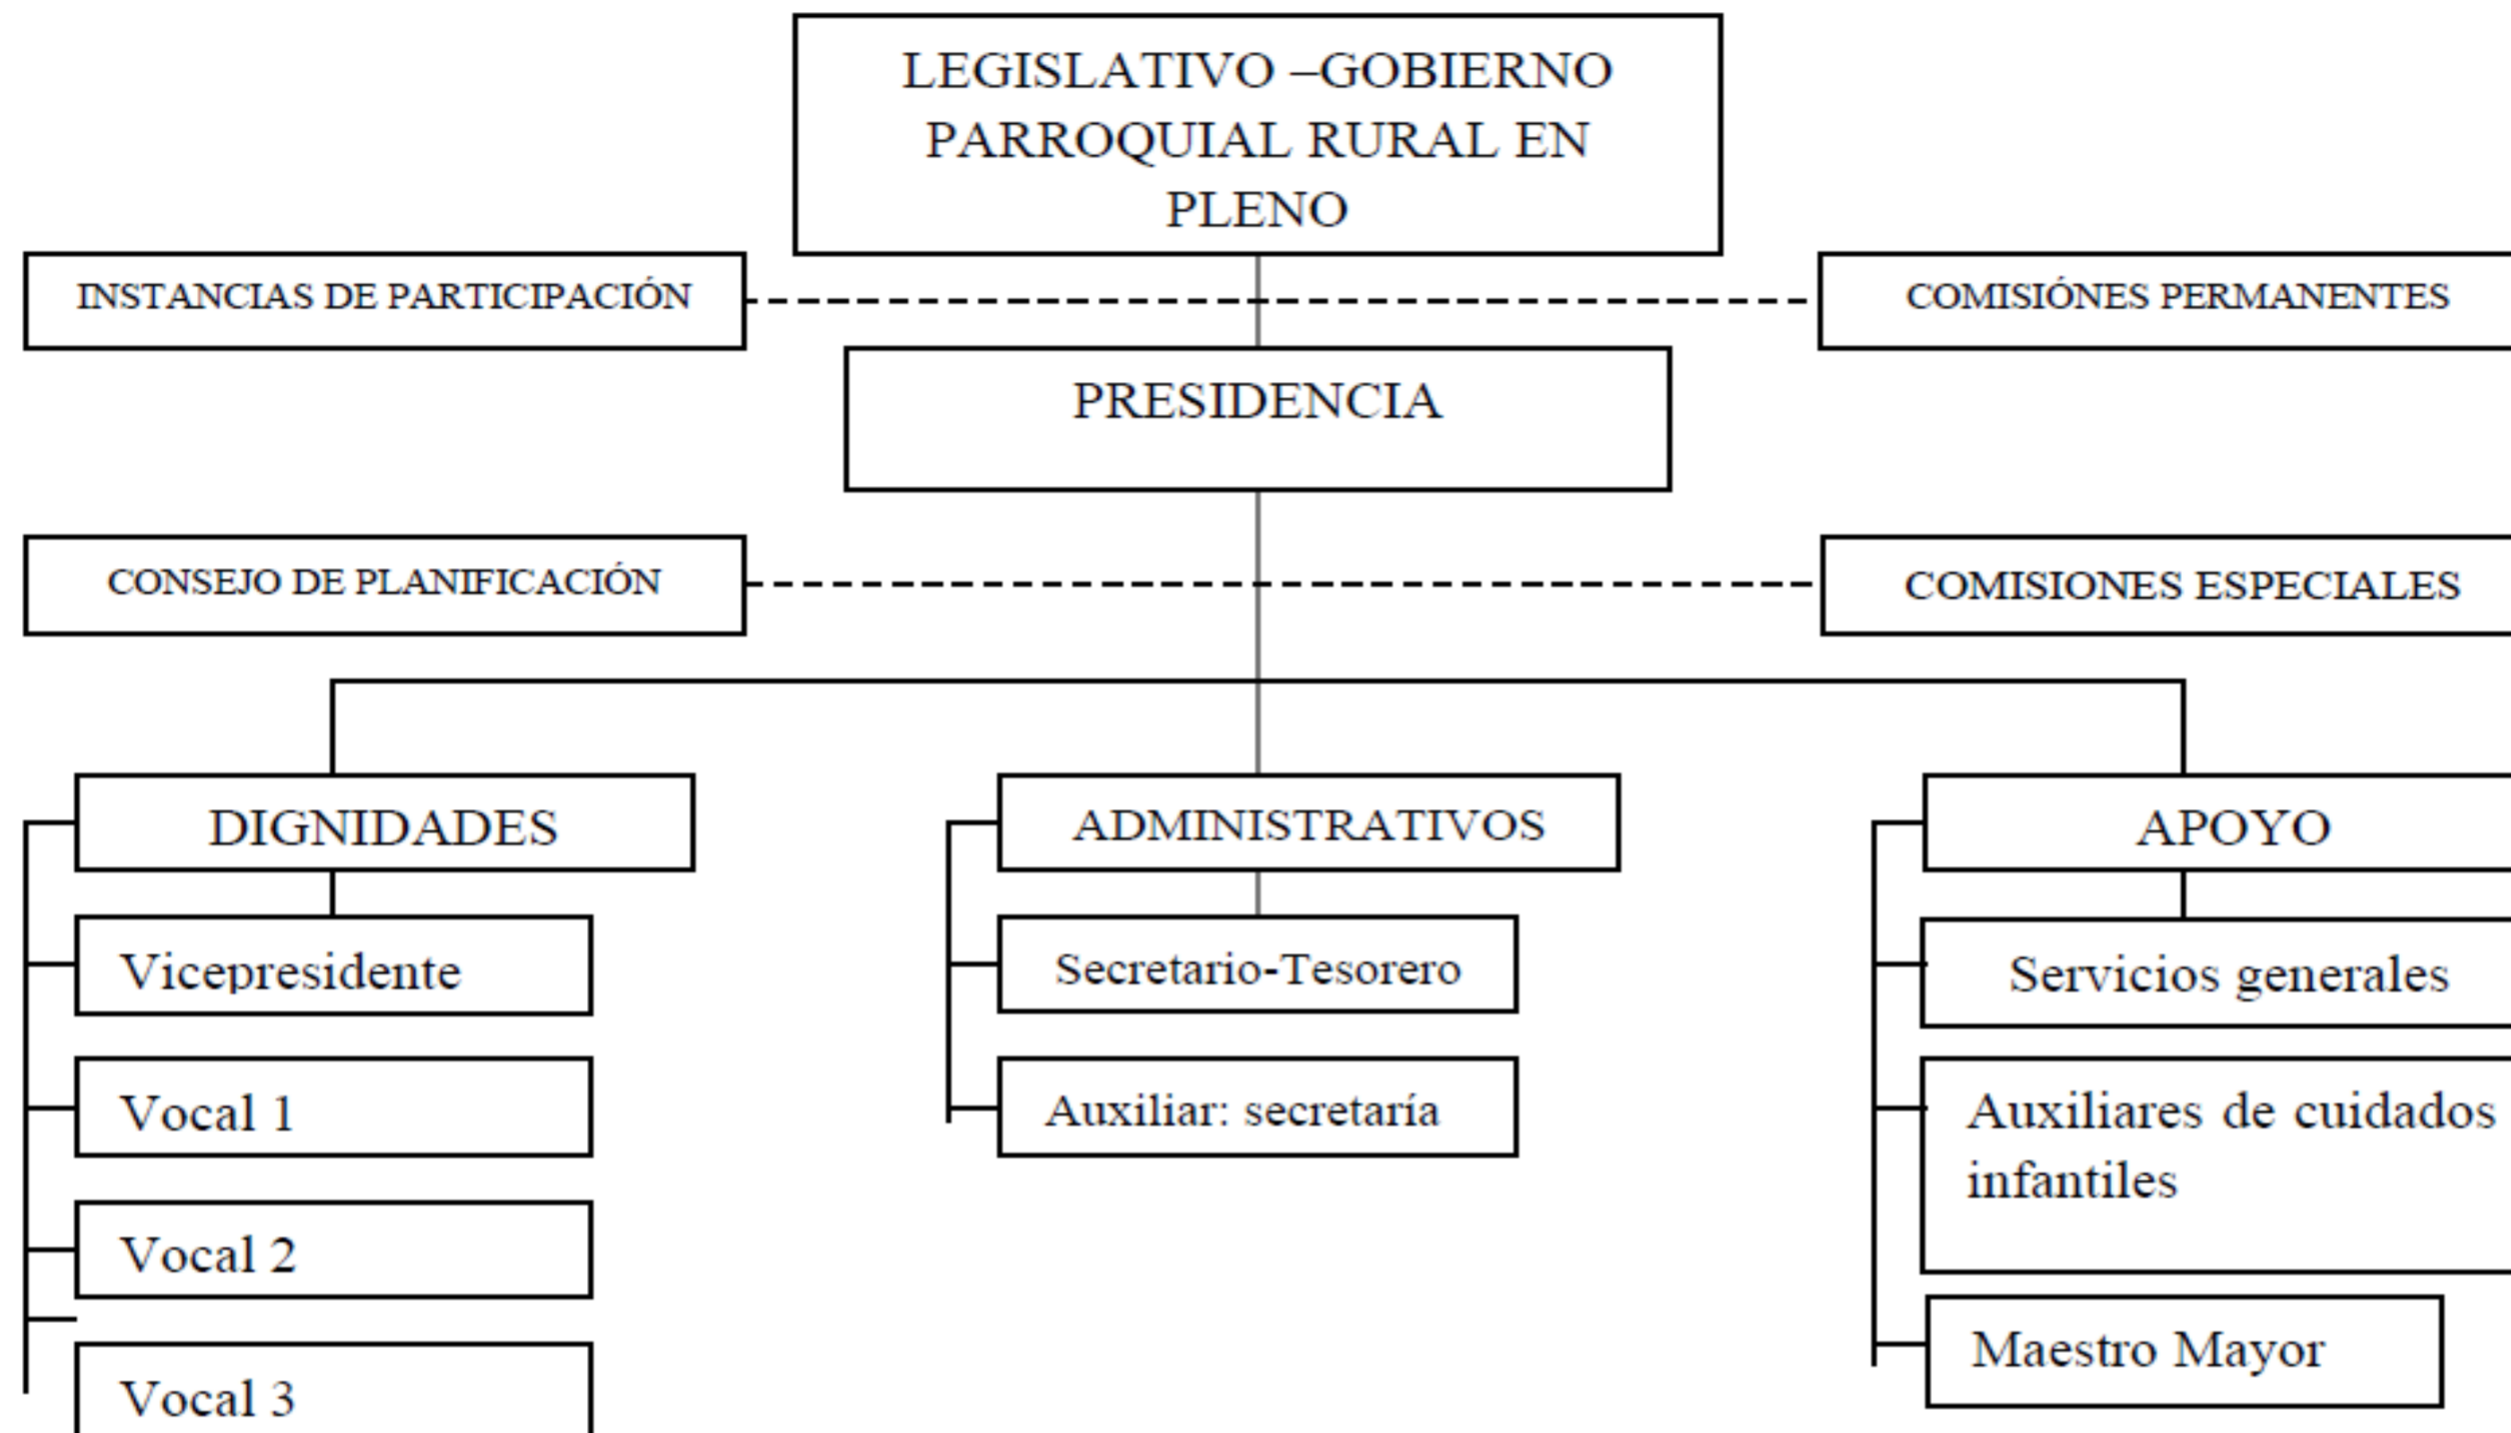 LEGISLATIVO –GOBIERNO
PARROQUIAL RURAL EN
PLENO
INSTANCIAS DE PARTICIPACIÓN
COMISIÓNES PERMANENTES
PRESIDENCIA
CONSEJO DE PLANIFICACIÓN
COMISIONES ESPECIALES
DIGNIDADES
ADMINISTRATIVOS
APOYO
Vicepresidente
Secretario-Tesorero
Servicios generales
Vocal 1
Auxiliar: secretaría
Auxiliares de cuidados
infantiles
Vocal 2
Maestro Mayor
Vocal 3